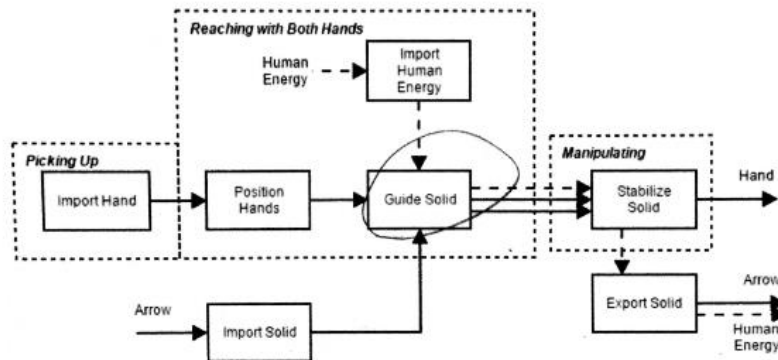 Reaching with Both Hands
Human
Energy
Import
Human
Energy
Picking Up
Manipulating
Import Hand
Position
Hands
Guide Solid
Stabilize
Solid
Hand
Arrow
Import Solid
Export Solid
Arrow
Human
Energy